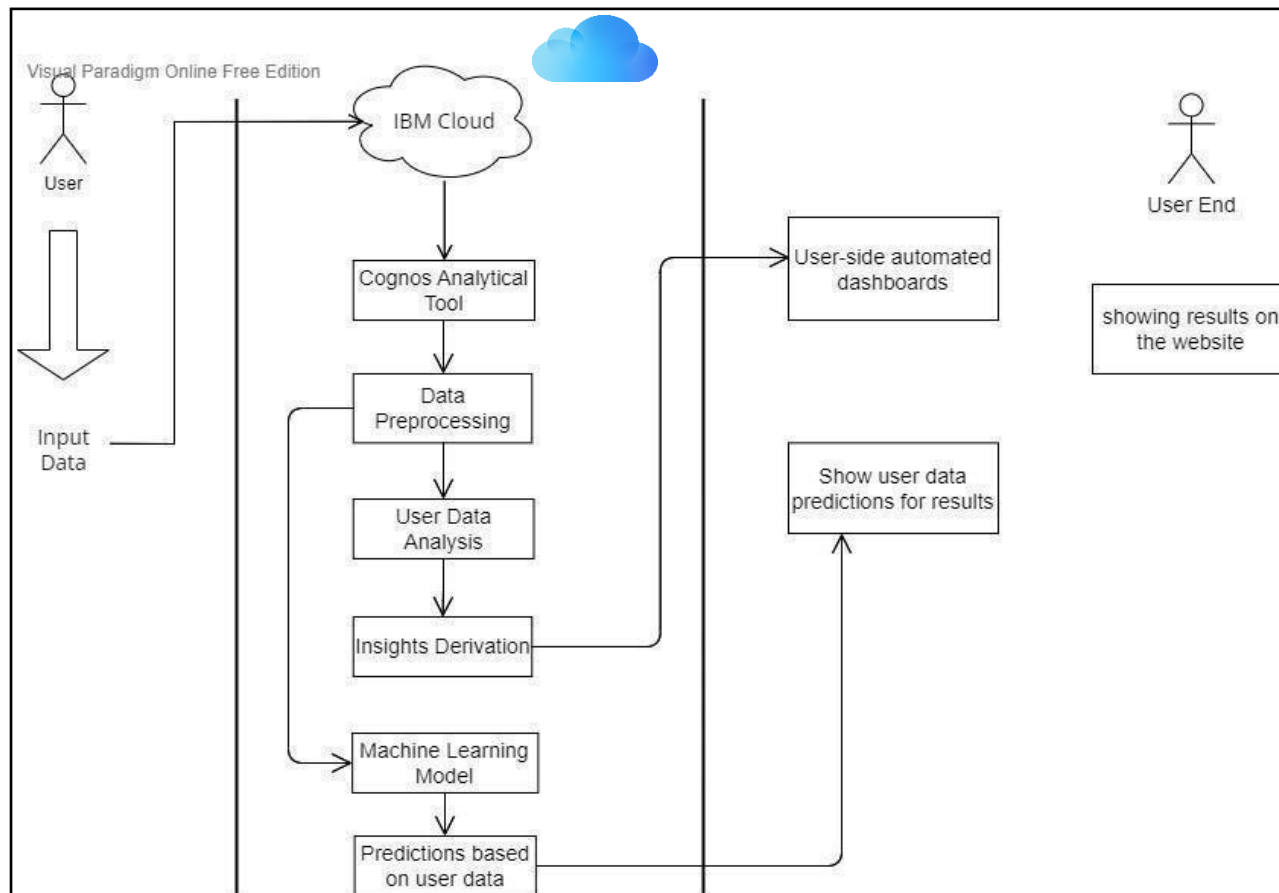 Visual Paradigm Online Free Edition
User
Input
Data
IBM Cloud
Cognos Analytical
Tool
Data
Preprocessing
User Data
Analysis
Insights Derivation
Machine Learning
Model
Predictions based
on user data
User-side automated
dashboards
Show user data
predictions for results
User End
showing results on
the website